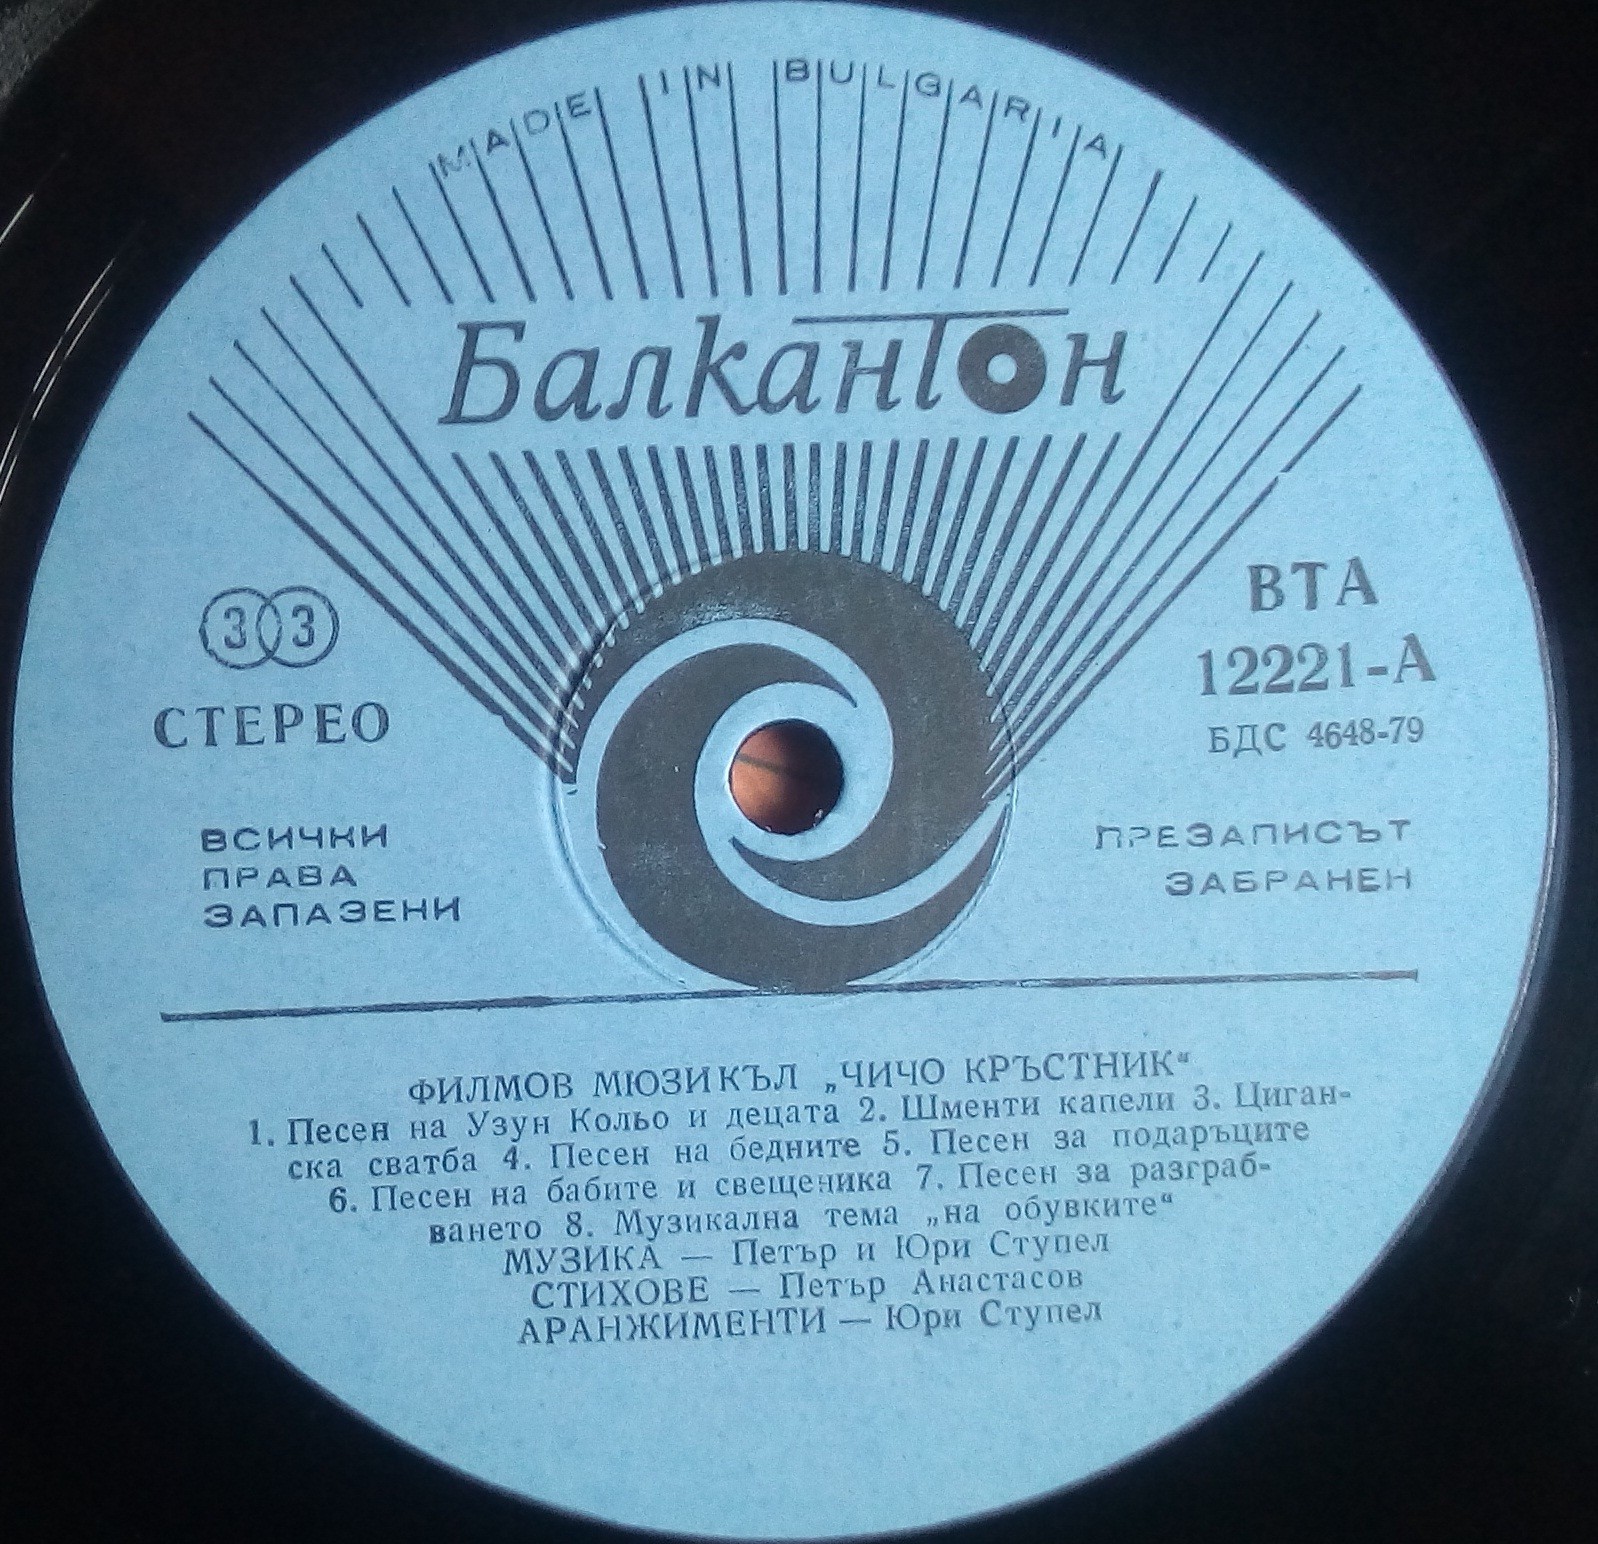 MADE IN BULGARIA
Балкантон
33
СТЕРЕО
ВТА
12221-А
БДС 4648-79
ВСИЧКИ
ПРАВА
ЗАПАЗЕНИ
ПРЕЗАПИСЪТ
ЗАБРАНЕН
ФИЛМОВ МЮЗИКЪЛ „ЧИЧО КРЪСТНИК“
1. Песен на Узун Кольо и децата 2. Шменти капели 3. Циган-
ска сватба 4. Песен на бедните 5. Песен за подаръците
6. Песен на бабите и свещеника 7. Песен за разграб-
ването 8. Музикална тема „на обувките“
МУЗИКА — Петър и Юри Ступел
СТИХОВЕ — Петър Анастасов
АРАНЖИМЕНТИ — Юри Ступел